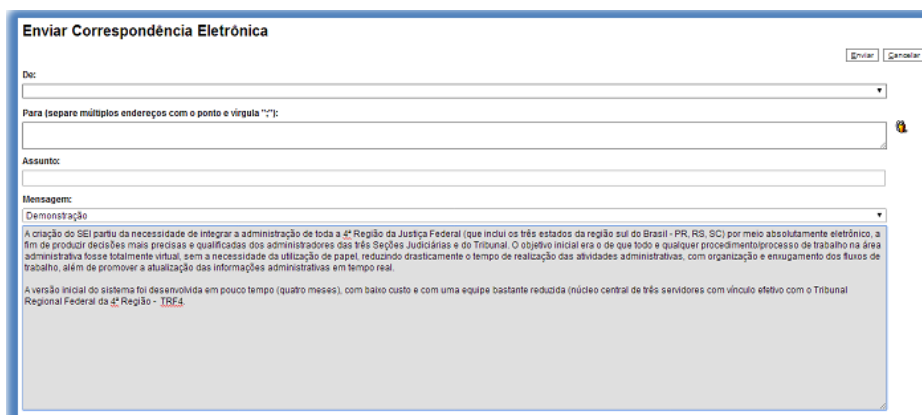 Enviar Correspondência Eletrônica
Enviar Cancelar
De:
Para (separe múltiplos endereços com o ponto e vírgula ";"):
Assunto:
Mensagem:
Demonstração
A criação do SEI partiu da necessidade de integrar a administração de toda a 4ª Região da Justiça Federal (que inclui os três estados da região sul do Brasil - PR, RS, SC) por meio absolutamente eletrônico, a
fim de produzir decisões mais precisas e qualificadas dos administradores das três Seções Judiciárias e do Tribunal. O objetivo inicial era o de que todo e qualquer procedimento/processo de trabalho na área
administrativa fosse totalmente virtual, sem a necessidade da utilização de papel, reduzindo drasticamente o tempo de realização das atividades administrativas, com organização e enxugamento dos fluxos de
trabalho, além de promover a atualização das informações administrativas em tempo real.
A versão inicial do sistema foi desenvolvida em pouco tempo (quatro meses), com baixo custo e com uma equipe bastante reduzida (núcleo central de três servidores com vínculo efetivo com o Tribunal
Regional Federal da 4ª Região - TRF4.